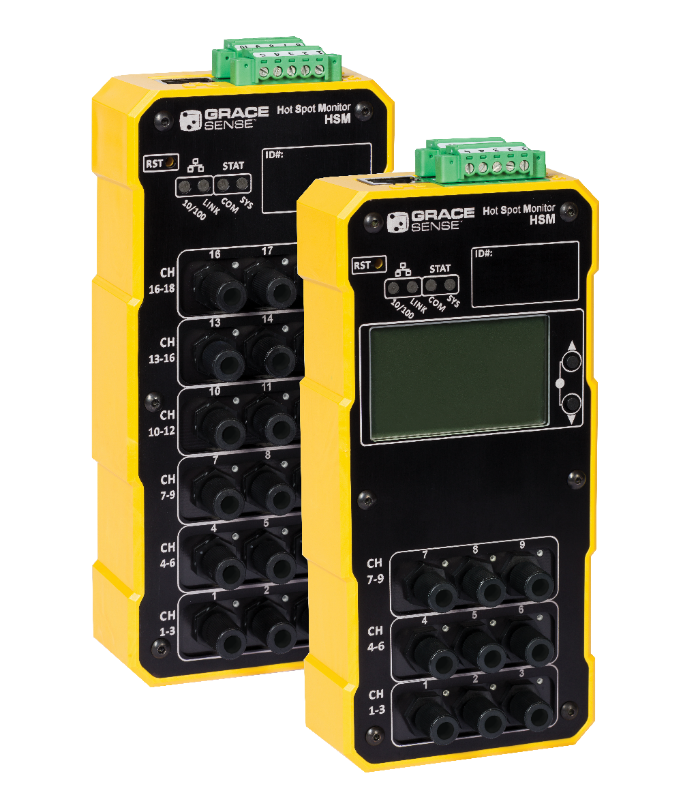 GRACE
SENSE
Hot Spot Monitor
HSM
RST
STAT
ID#:
10/100
LINK
COM
SYS
CH
16-18
16
17
CH
13-16
13
14
CH
10-12
10
11
CH
7-9
7
8
CH
4-6
4
5
CH
1-3
1
2
GRACE
SENSE
Hot Spot Monitor
HSM
RST
STAT
ID#:
10/100
LINK
COM
SYS
CH
7-9
7
8
9
CH
4-6
4
5
6
CH
1-3
1
2
3